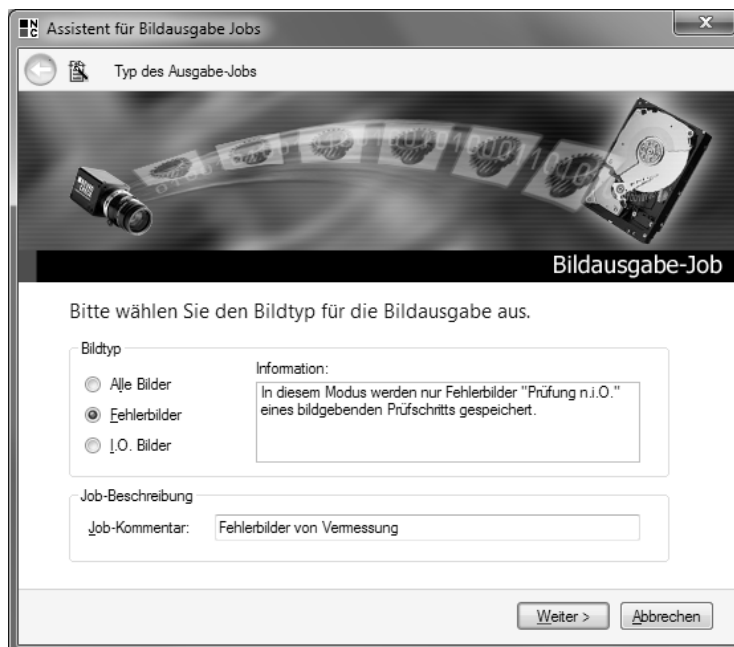 Assistent für Bildausgabe Jobs
Typ des Ausgabe-Jobs
Bildausgabe-Job
Bitte wählen Sie den Bildtyp für die Bildausgabe aus.
Bildtyp
Alle Bilder
Fehlerbilder
I.O. Bilder
Information:
In diesem Modus werden nur Fehlerbilder "Prüfung n.i.O."
eines bildgebenden Prüfschritts gespeichert.
Job-Beschreibung
Job-Kommentar: Fehlerbilder von Vermessung
Weiter > Abbrechen